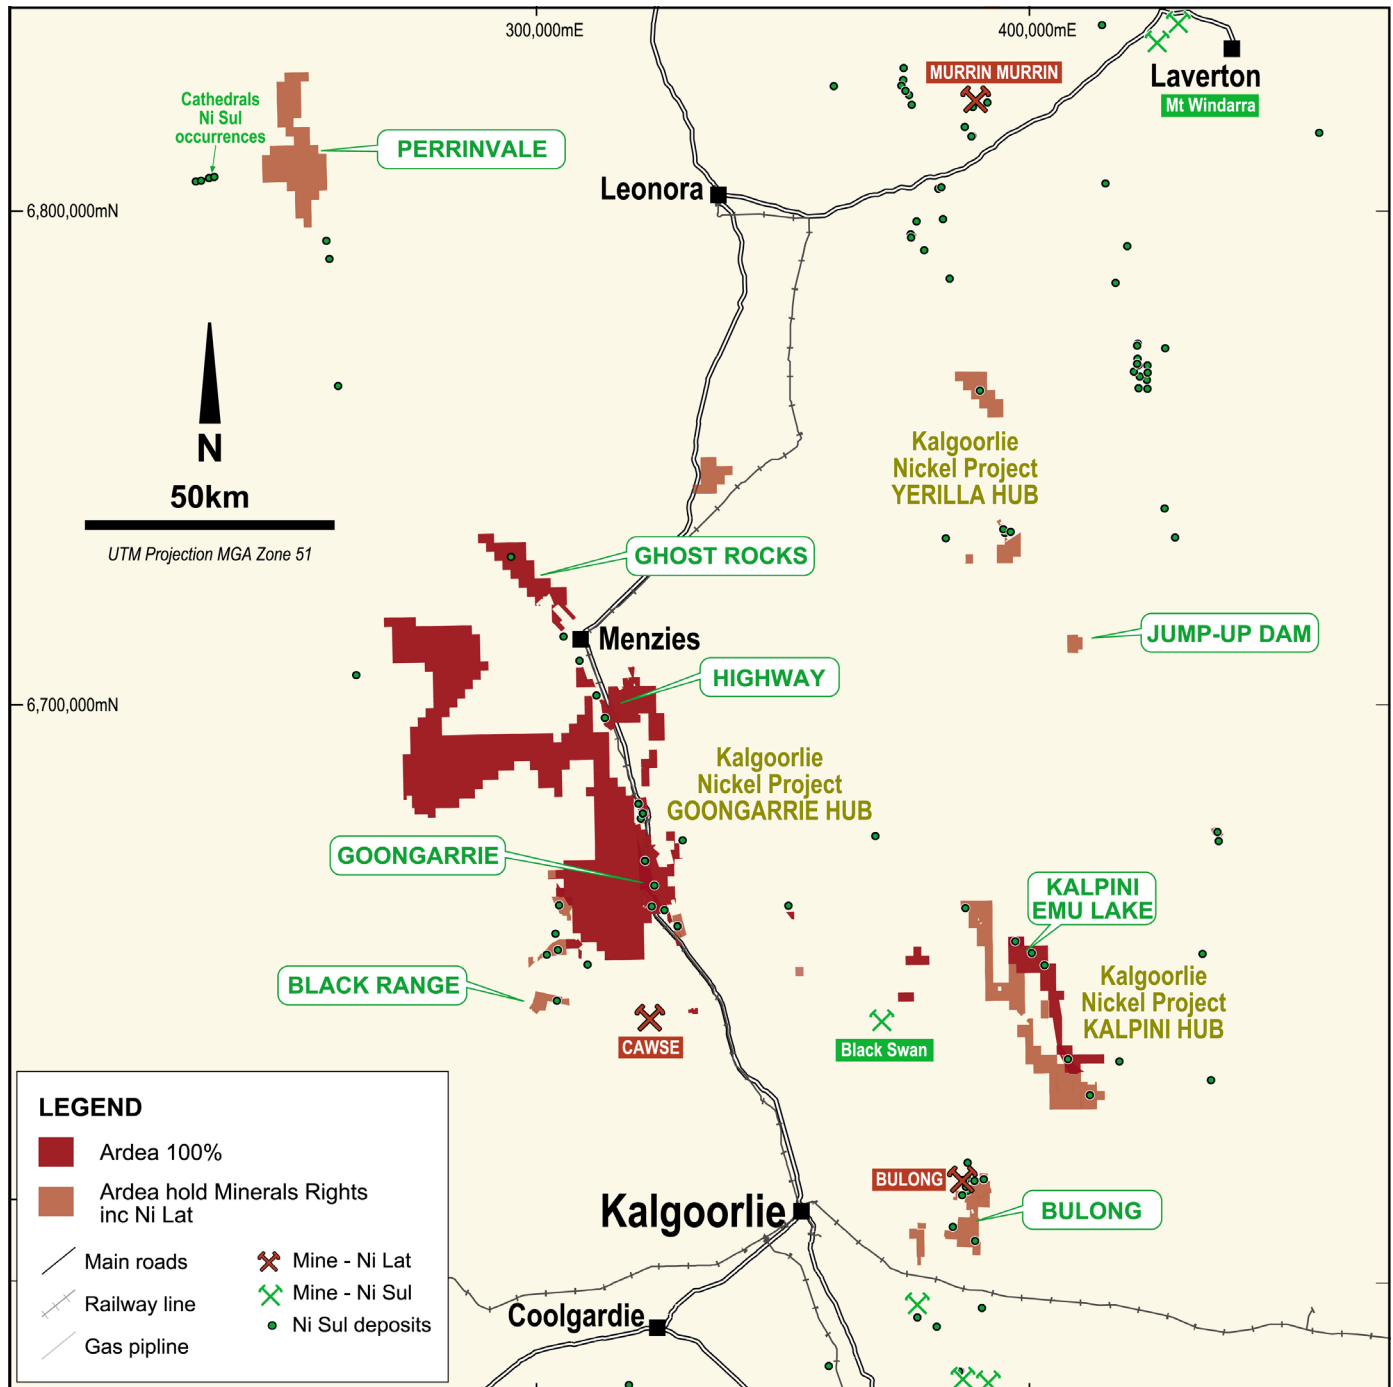 300,000mE
400,000mE
MURRIN MURRIN
Laverton
Mt Windarra
Cathedrals
Ni Sul
occurrences
PERRINVALE
Leonora
6,800,000mN
N
50km
UTM Projection MGA Zone 51
Kalgoorlie
Nickel Project
YERILLA HUB
GHOST ROCKS
Menzies
JUMP-UP DAM
HIGHWAY
6,700,000mN
Kalgoorlie
Nickel Project
GOONGARRIE HUB
GOONGARRIE
KALPINI
EMU LAKE
BLACK RANGE
Kalgoorlie
Nickel Project
KALPINI HUB
CAWSE
Black Swan
BULONG
Kalgoorlie
BULONG
Coolgardie
LEGEND
Ardea 100%
Ardea hold Minerals Rights
inc Ni Lat
Main roads
Railway line
Gas pipline
Mine - Ni Lat
Mine - Ni Sul
Ni Sul deposits